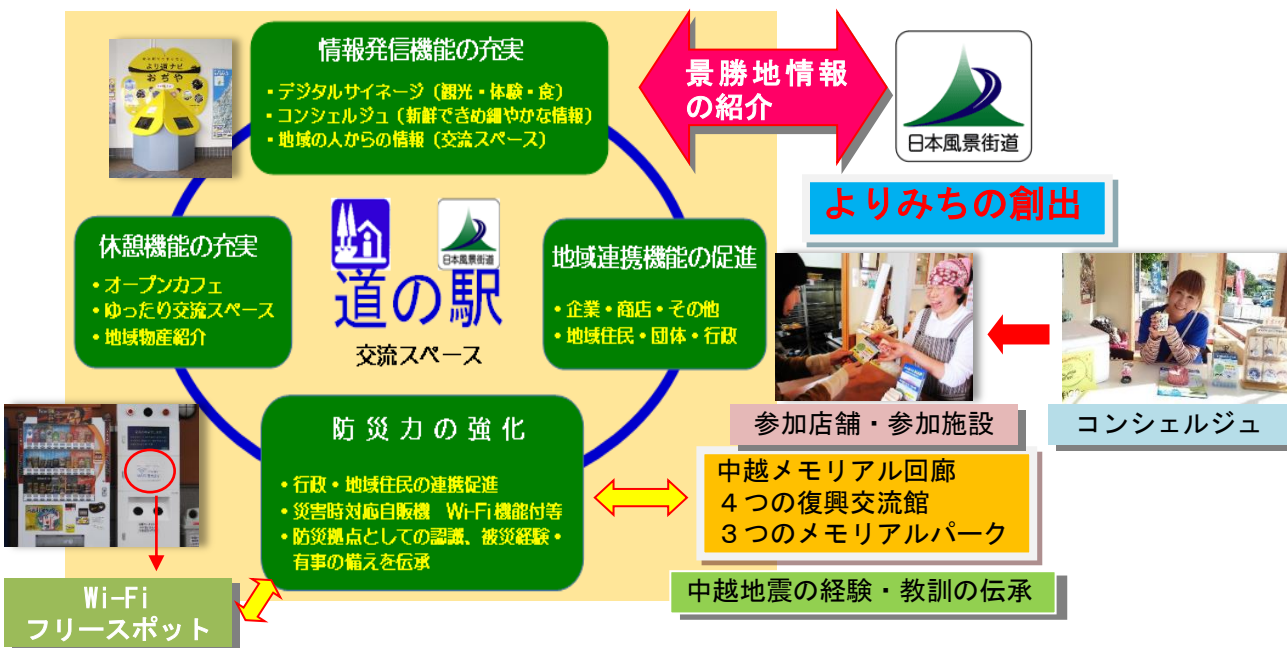 情報発信機能の充実
・デジタルサイネージ（観光・体験・食）
・コンシェルジュ（新鮮できめ細やかな情報）
・地域の人からの情報（交流スペース）
より道ナビ
おぢや
景勝地情報
の紹介
日本風景街道
よりみちの創出
休憩機能の充実
・オープンカフェ
・ゆったり交流スペース
・地域物産紹介
日本風景街道
道の駅
交流スペース
地域連携機能の促進
・企業・商店・その他
・地域住民・団体・行政
参加店舗・参加施設
コンシェルジュ
防災力の強化
・行政・地域住民の連携促進
・災害時対応自販機　Wi-Fi機能付等
・防災拠点としての認識、被災経験・
有事の備えを伝承
中越メモリアル回廊
４つの復興交流館
３つのメモリアルパーク
中越地震の経験・教訓の伝承
Wi-Fi
フリースポット